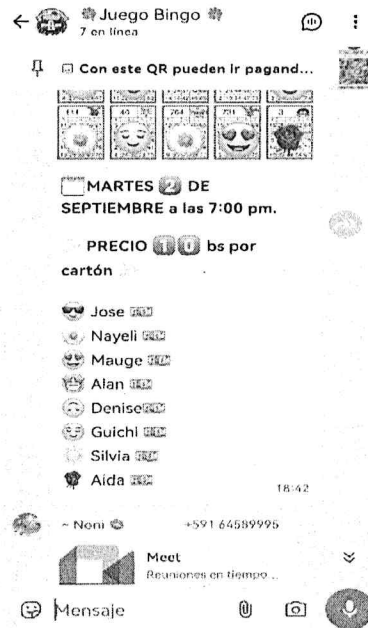 Juego Bingo
7 en línea
Con este QR pueden ir pagand...
MARTES 2 DE
SEPTIEMBRE a las 7:00 pm.
PRECIO 10 bs por
cartón
Jose
Nayeli
Mauge
Alan
Denise
Guichi
Silvia
Aida
18:42
~ Noni +591 64589995
Meet
Reuniones en tiempo...
Mensaje